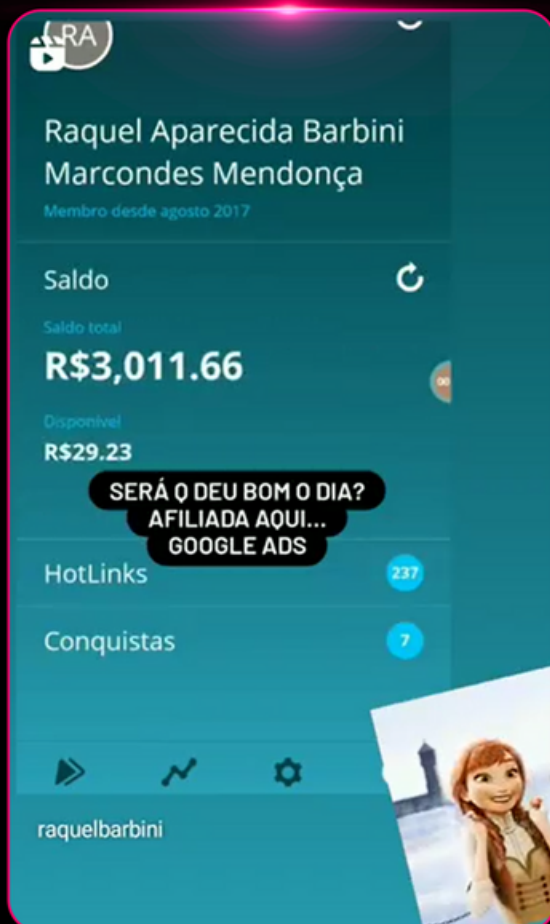 RA
Raquel Aparecida Barbini
Marcondes Mendonça
Membro desde agosto 2017
Saldo
Saldo total
R$3,011.66
Disponível
R$29.23
SERÁ Q DEU BOM O DIA?
AFILIADA AQUI...
GOOGLE ADS
HotLinks
237
Conquistas
7
raquelbarbini